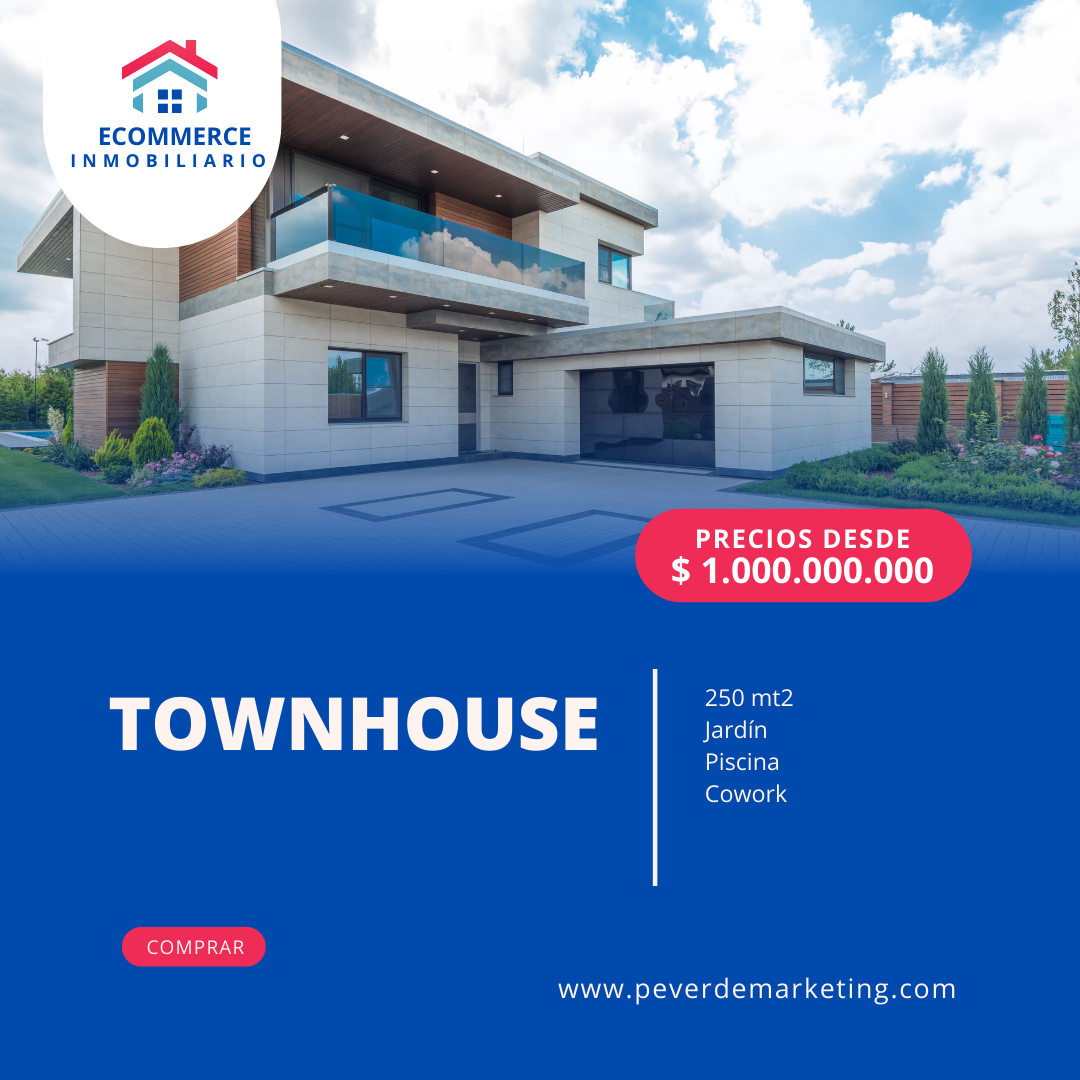 ECOMMERCE
INMOBILIARIO
PRECIOS DESDE
$ 1.000.000.000
TOWNHOUSE
250 mt2
Jardín
Piscina
Cowork
COMPRAR
www.peverdemarketing.com